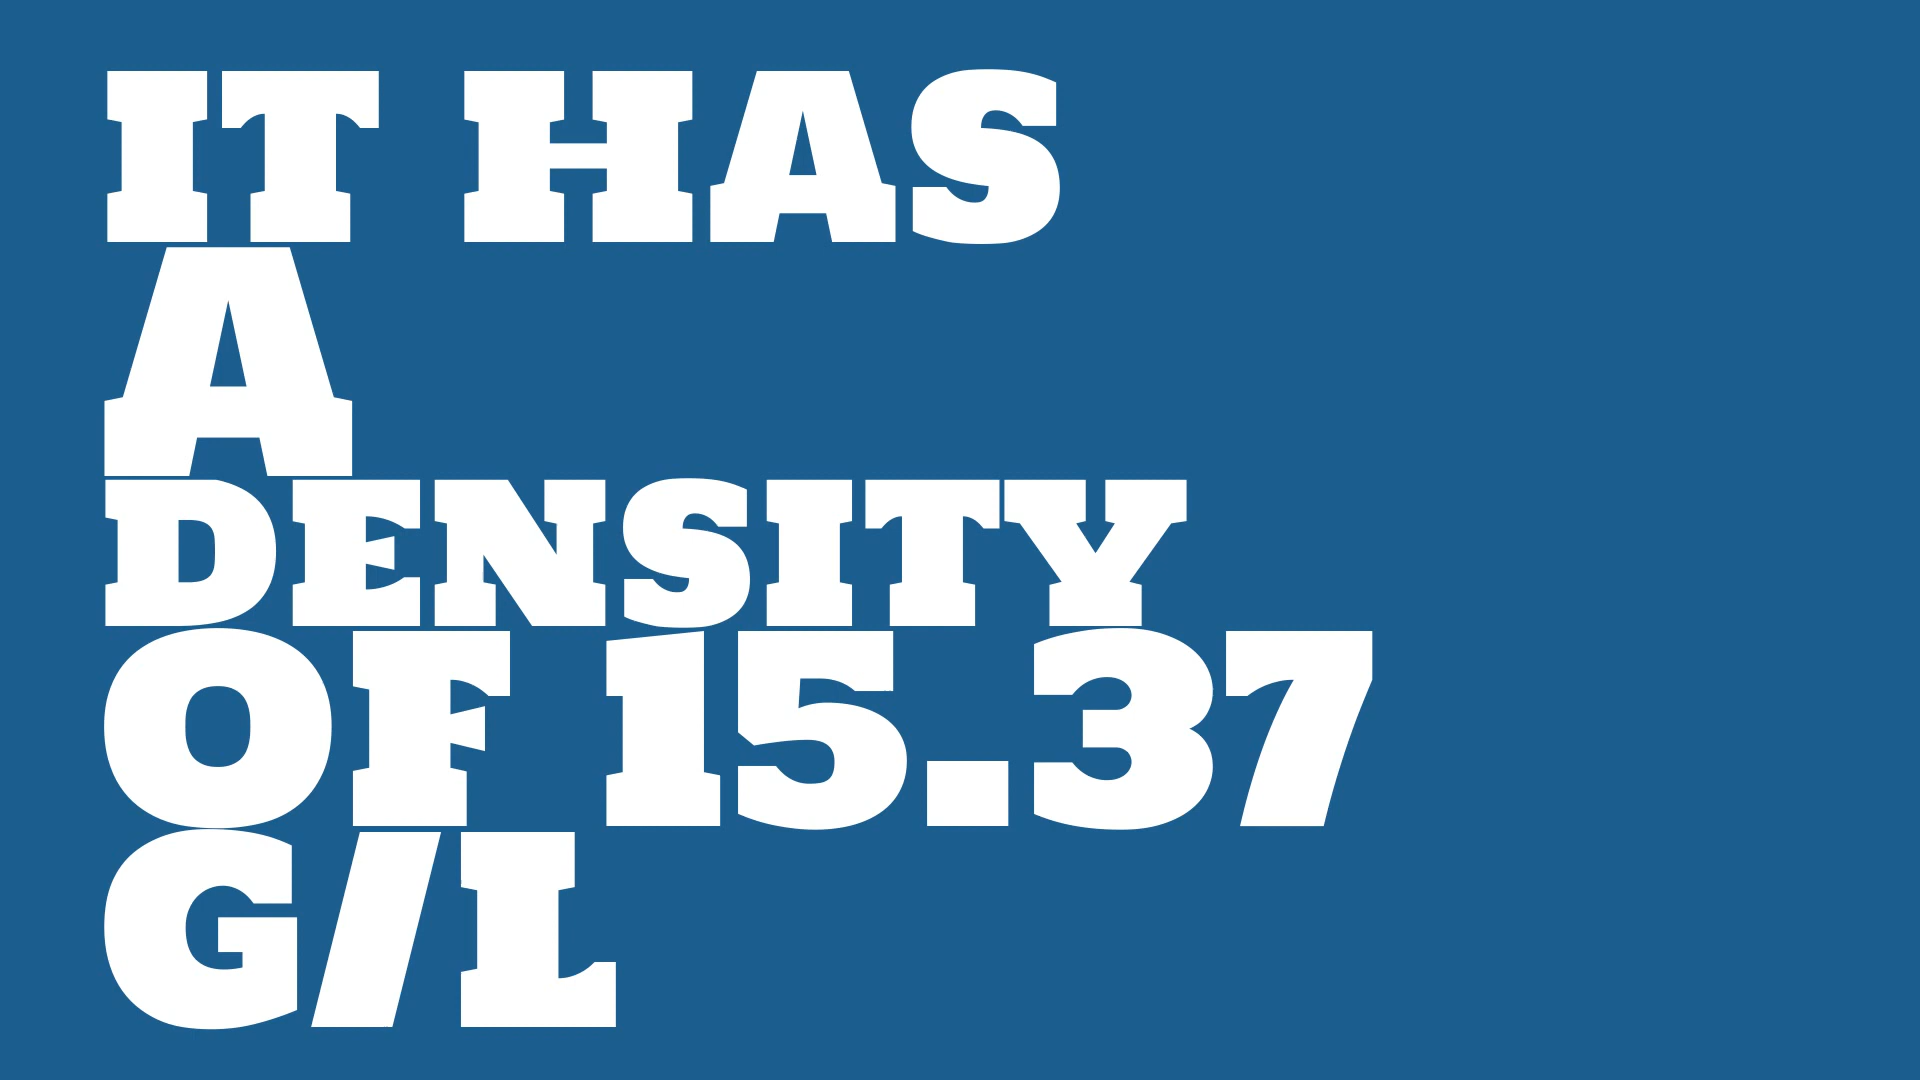 IT HAS
A
DENSITY
OF 15.37
G/L